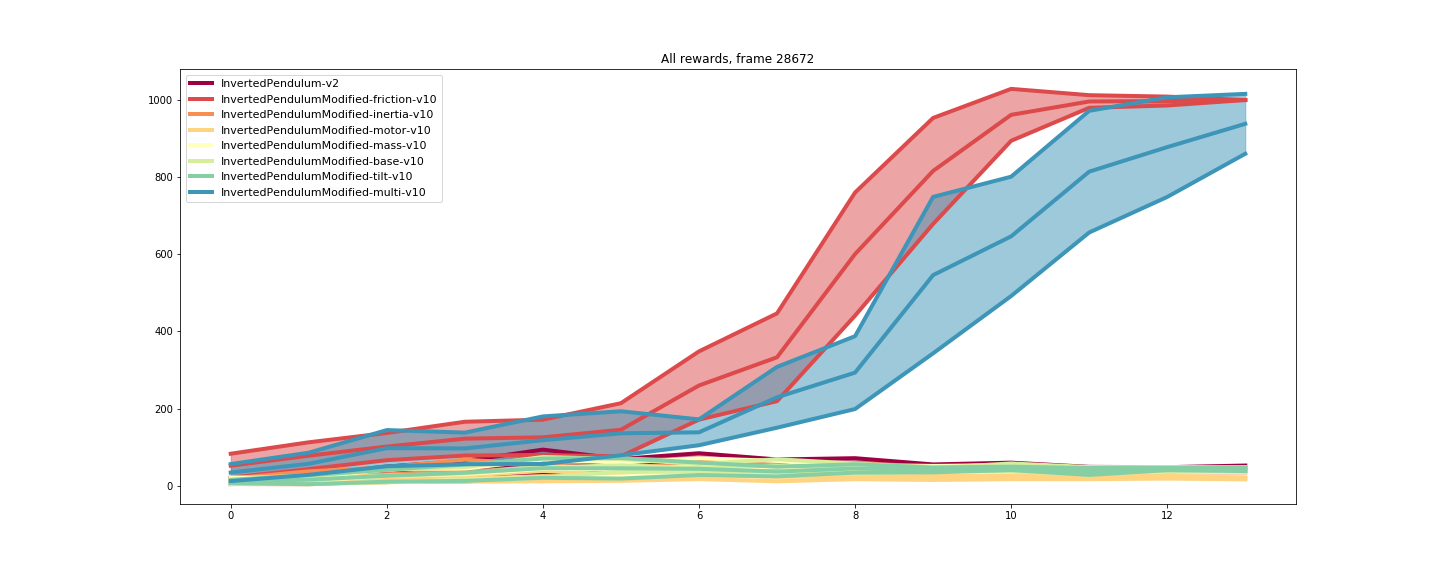 All rewards, frame 28672
InvertedPendulum-v2
InvertedPendulumModified-friction-v10
InvertedPendulumModified-inertia-v10
InvertedPendulumModified-motor-v10
InvertedPendulumModified-mass-v10
InvertedPendulumModified-base-v10
InvertedPendulumModified-tilt-v10
InvertedPendulumModified-multi-v10
1000
800
600
400
200
0
0 2 4 6 8 10 12